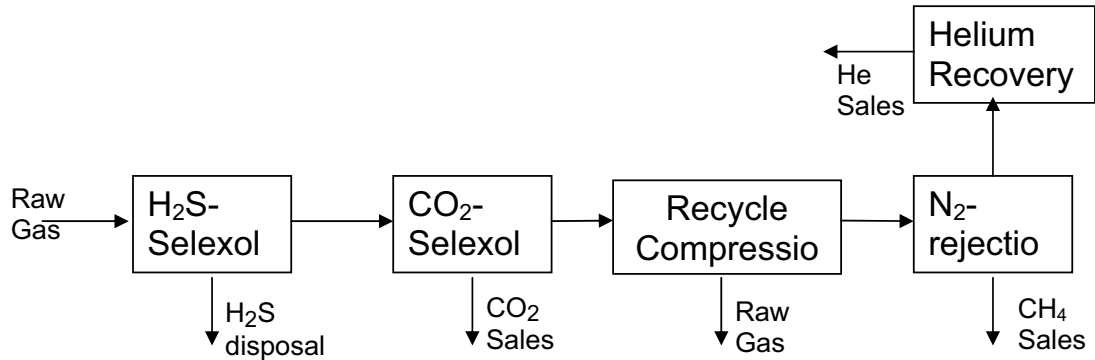 Helium
Recovery
He
Sales
Raw
Gas
H₂S-
Selexol
CO₂-
Selexol
Recycle
Compressio
N₂-
rejectio
H₂S
disposal
CO₂
Sales
Raw
Gas
CH₄
Sales